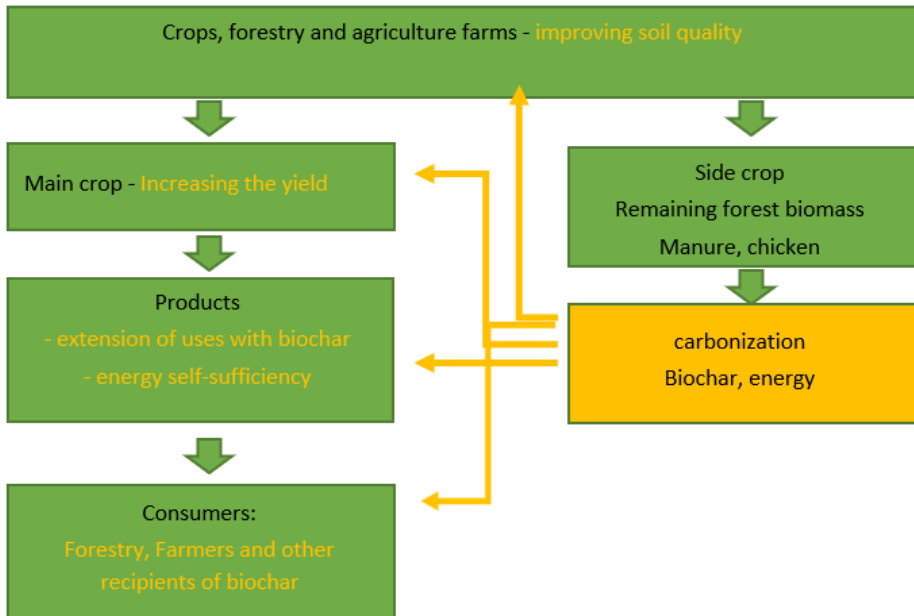 Crops, forestry and agriculture farms - improving soil quality
Main crop - Increasing the yield
Side crop
Remaining forest biomass
Manure, chicken
Products
- extension of uses with biochar
- energy self-sufficiency
carbonization
Biochar, energy
Consumers:
Forestry, Farmers and other
recipients of biochar